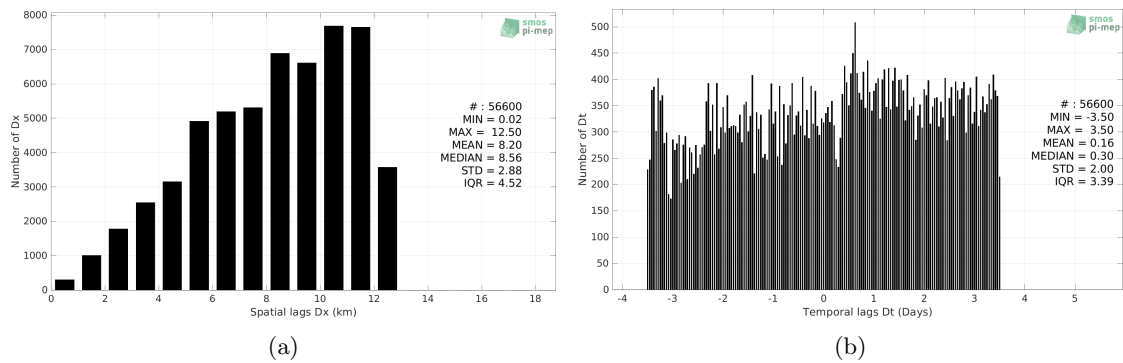 8000
7000
6000
5000
4000
3000
2000
1000
0
Number of Dx
0 2 4 6 8 10 12 14 16 18
Spatial lags Dx (km)
smos
pi-mep
# : 56600
MIN = 0.02
MAX = 12.50
MEAN = 8.20
MEDIAN = 8.56
STD = 2.88
IQR = 4.52
(a)
500
450
400
350
300
250
200
150
100
50
0
Number of Dt
-4 -3 -2 -1 0 1 2 3 4 5
Temporal lags Dt (Days)
smos
pi-mep
# : 56600
MIN = -3.50
MAX = 3.50
MEAN = 0.16
MEDIAN = 0.30
STD = 2.00
IQR = 3.39
(b)